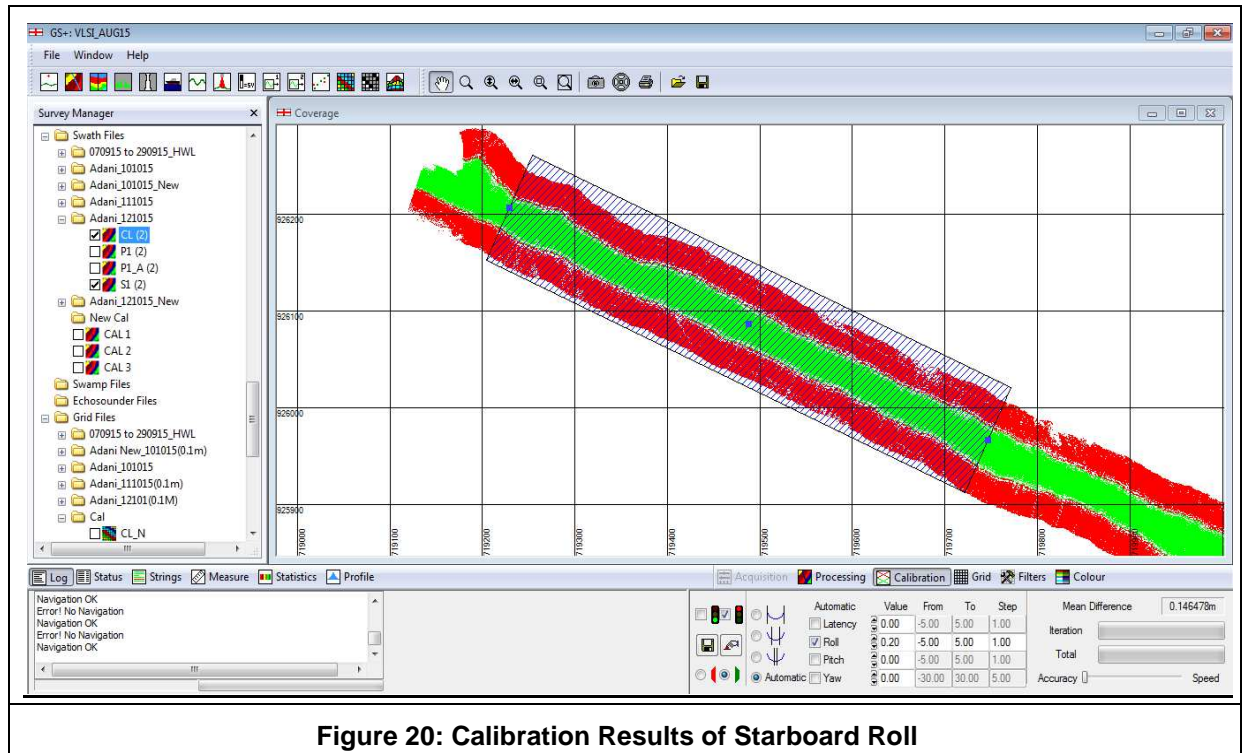 GS+: VLSI_AUG15
File Window Help
Survey Manager
Coverage
Swath Files
070915 to 290915_HWL
Adani_101015
Adani_101015_New
Adani_111015
Adani_121015
CL (2)
P1 (2)
P1_A (2)
S1 (2)
Adani_121015_New
New Cal
CAL 1
CAL 2
CAL 3
Swamp Files
Echosounder Files
Grid Files
070915 to 290915_HWL
Adani New_101015(0.1m)
Adani_101015
Adani_111015(0.1m)
Adani_12101(0.1M)
Cal
CL_N
926200
926100
926000
925900
719000
719100
719200
719300
719400
719500
719600
719700
719800
Log Status Strings Measure Statistics Profile
Acquisition Processing Calibration Grid Filters Colour
Navigation OK
Error! No Navigation
Navigation OK
Error! No Navigation
Navigation OK
Automatic Value From To Step
Latency 0.00 -5.00 5.00 1.00
Roll 0.20 -5.00 5.00 1.00
Pitch 0.00 -5.00 5.00 1.00
Automatic Yaw 0.00 -30.00 30.00 5.00
Mean Difference 0.146478m
Iteration
Total
Accuracy Speed
Figure 20: Calibration Results of Starboard Roll